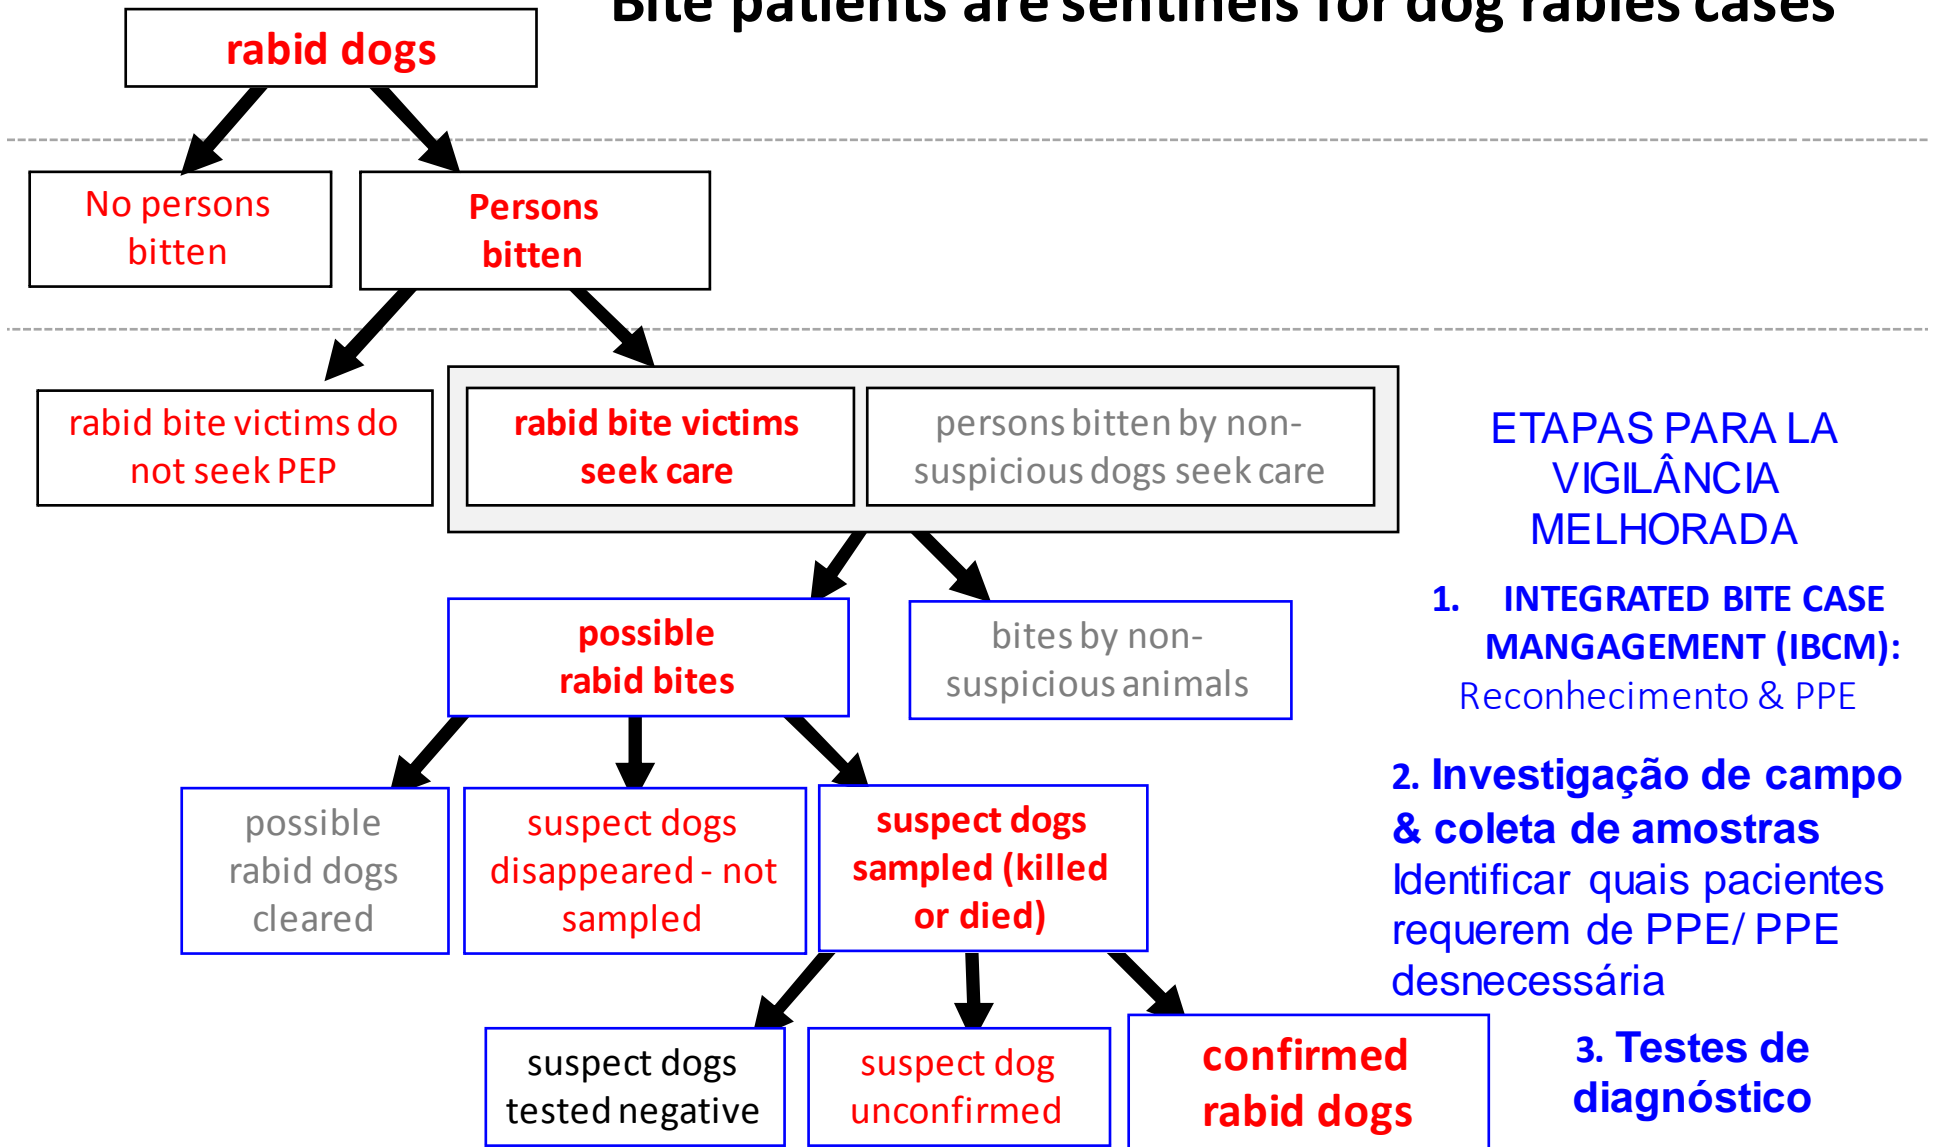 Bite patients are sentinels for dog rabies cases
rabid dogs
No persons
bitten
Persons
bitten
rabid bite victims do
not seek PEP
rabid bite victims
seek care
persons bitten by non-
suspicious dogs seek care
ETAPAS PARA LA
VIGILÂNCIA
MELHORADA
possible
rabid bites
bites by non-
suspicious animals
1. INTEGRATED BITE CASE
MANGAGEMENT (IBCM):
Reconhecimento & PPE
possible
rabid dogs
cleared
suspect dogs
disappeared - not
sampled
suspect dogs
sampled (killed
or died)
2. Investigação de campo
& coleta de amostras
Identificar quais pacientes
requerem de PPE/ PPE
desnecessária
suspect dogs
tested negative
suspect dog
unconfirmed
confirmed
rabid dogs
3. Testes de
diagnóstico